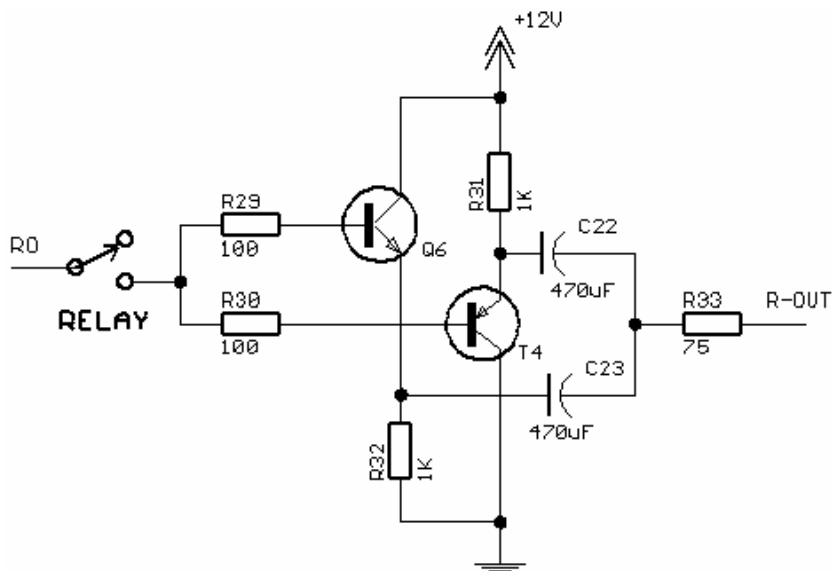 +12V
R31
1K
R29
100
Q6
C22
470uF
RO
RELAY
R30
100
T4
R33
75
R-OUT
C23
470uF
R32
1K